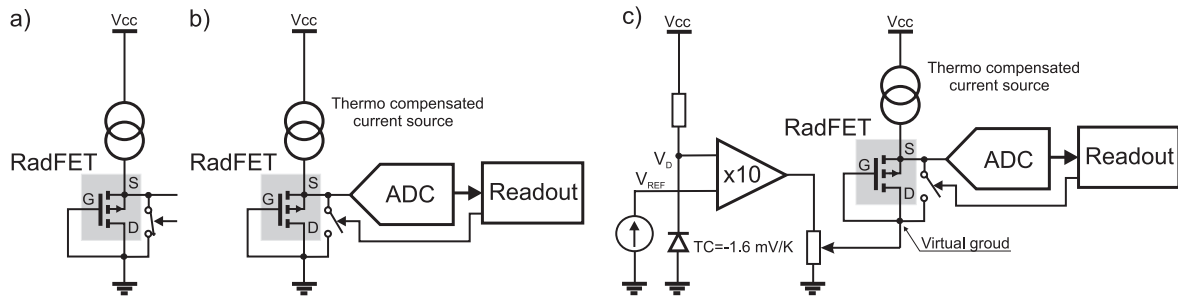 a)
Vcc
RadFET
S
G
D
b)
Vcc
Thermo compensated
current source
RadFET
S
G
D
ADC
Readout
c)
Vcc
V_D
V_REF
x10
TC=-1.6 mV/K
Vcc
Thermo compensated
current source
RadFET
S
G
D
ADC
Readout
Virtual groud